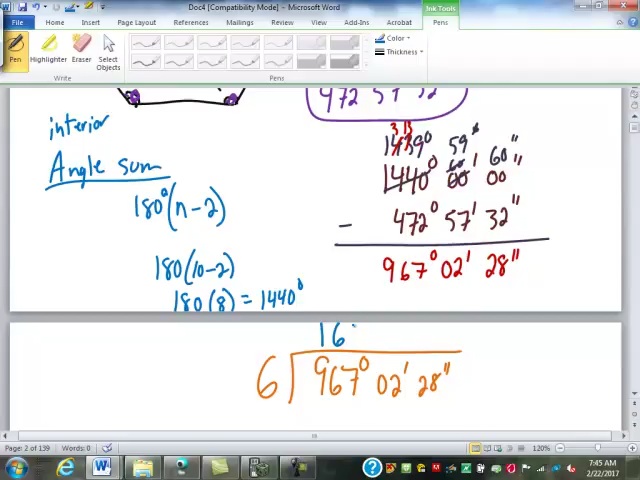 Doc4 [Compatibility Mode] - Microsoft Word
Ink Tools
File Home Insert Page Layout References Mailings Review View Add-Ins Acrobat Pens
Pen Highlighter Eraser Select Objects
Color
Thickness
Write Pens
472 57 32
interior
Angle sum
180°(n-2)
180(10-2)
180(8) = 1440°
1439° 59' 60"
1440° 00' 00"
- 472° 57' 32"
967° 02' 28"
16
6 967° 02' 28"
Page: 2 of 139 Words: 0 120%
7:45 AM
2/22/2017